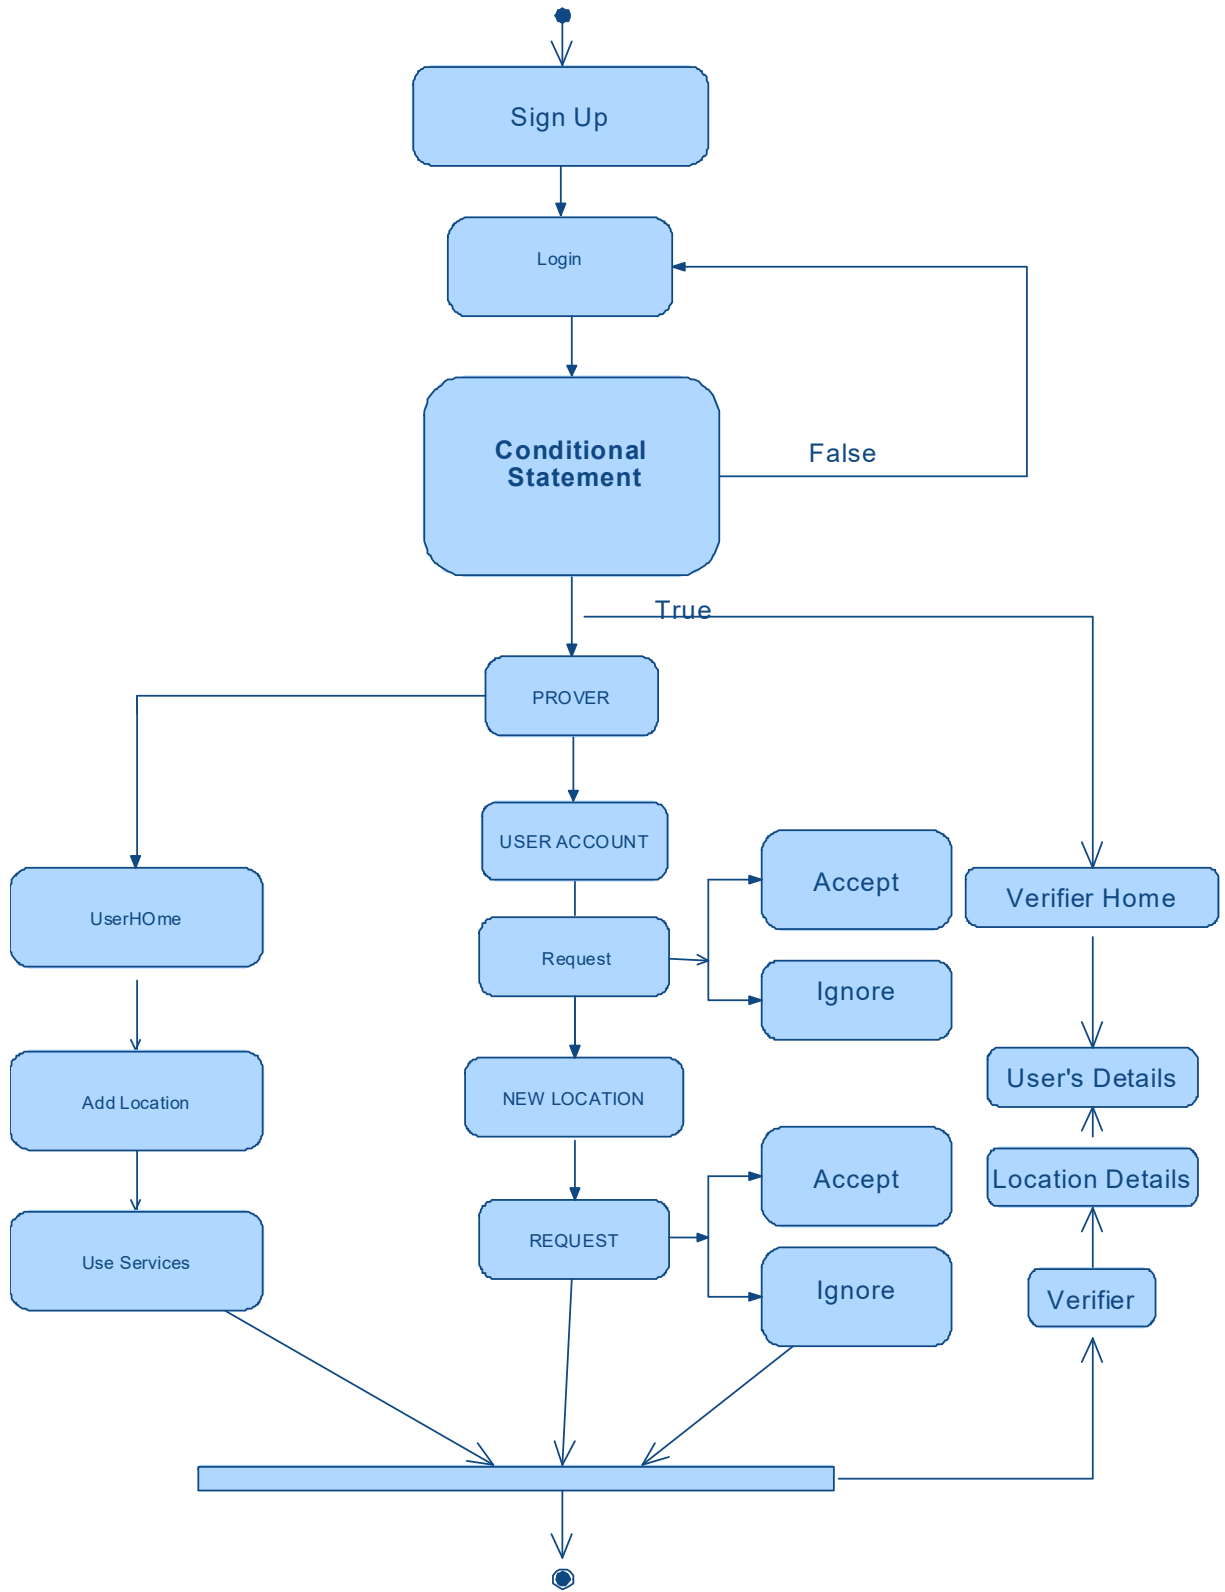 Sign Up
Login
Conditional
Statement
False
True
PROVER
USER ACCOUNT
Accept
Verifier Home
UserHOme
Request
Ignore
User's Details
Add Location
NEW LOCATION
Accept
Location Details
REQUEST
Use Services
Ignore
Verifier